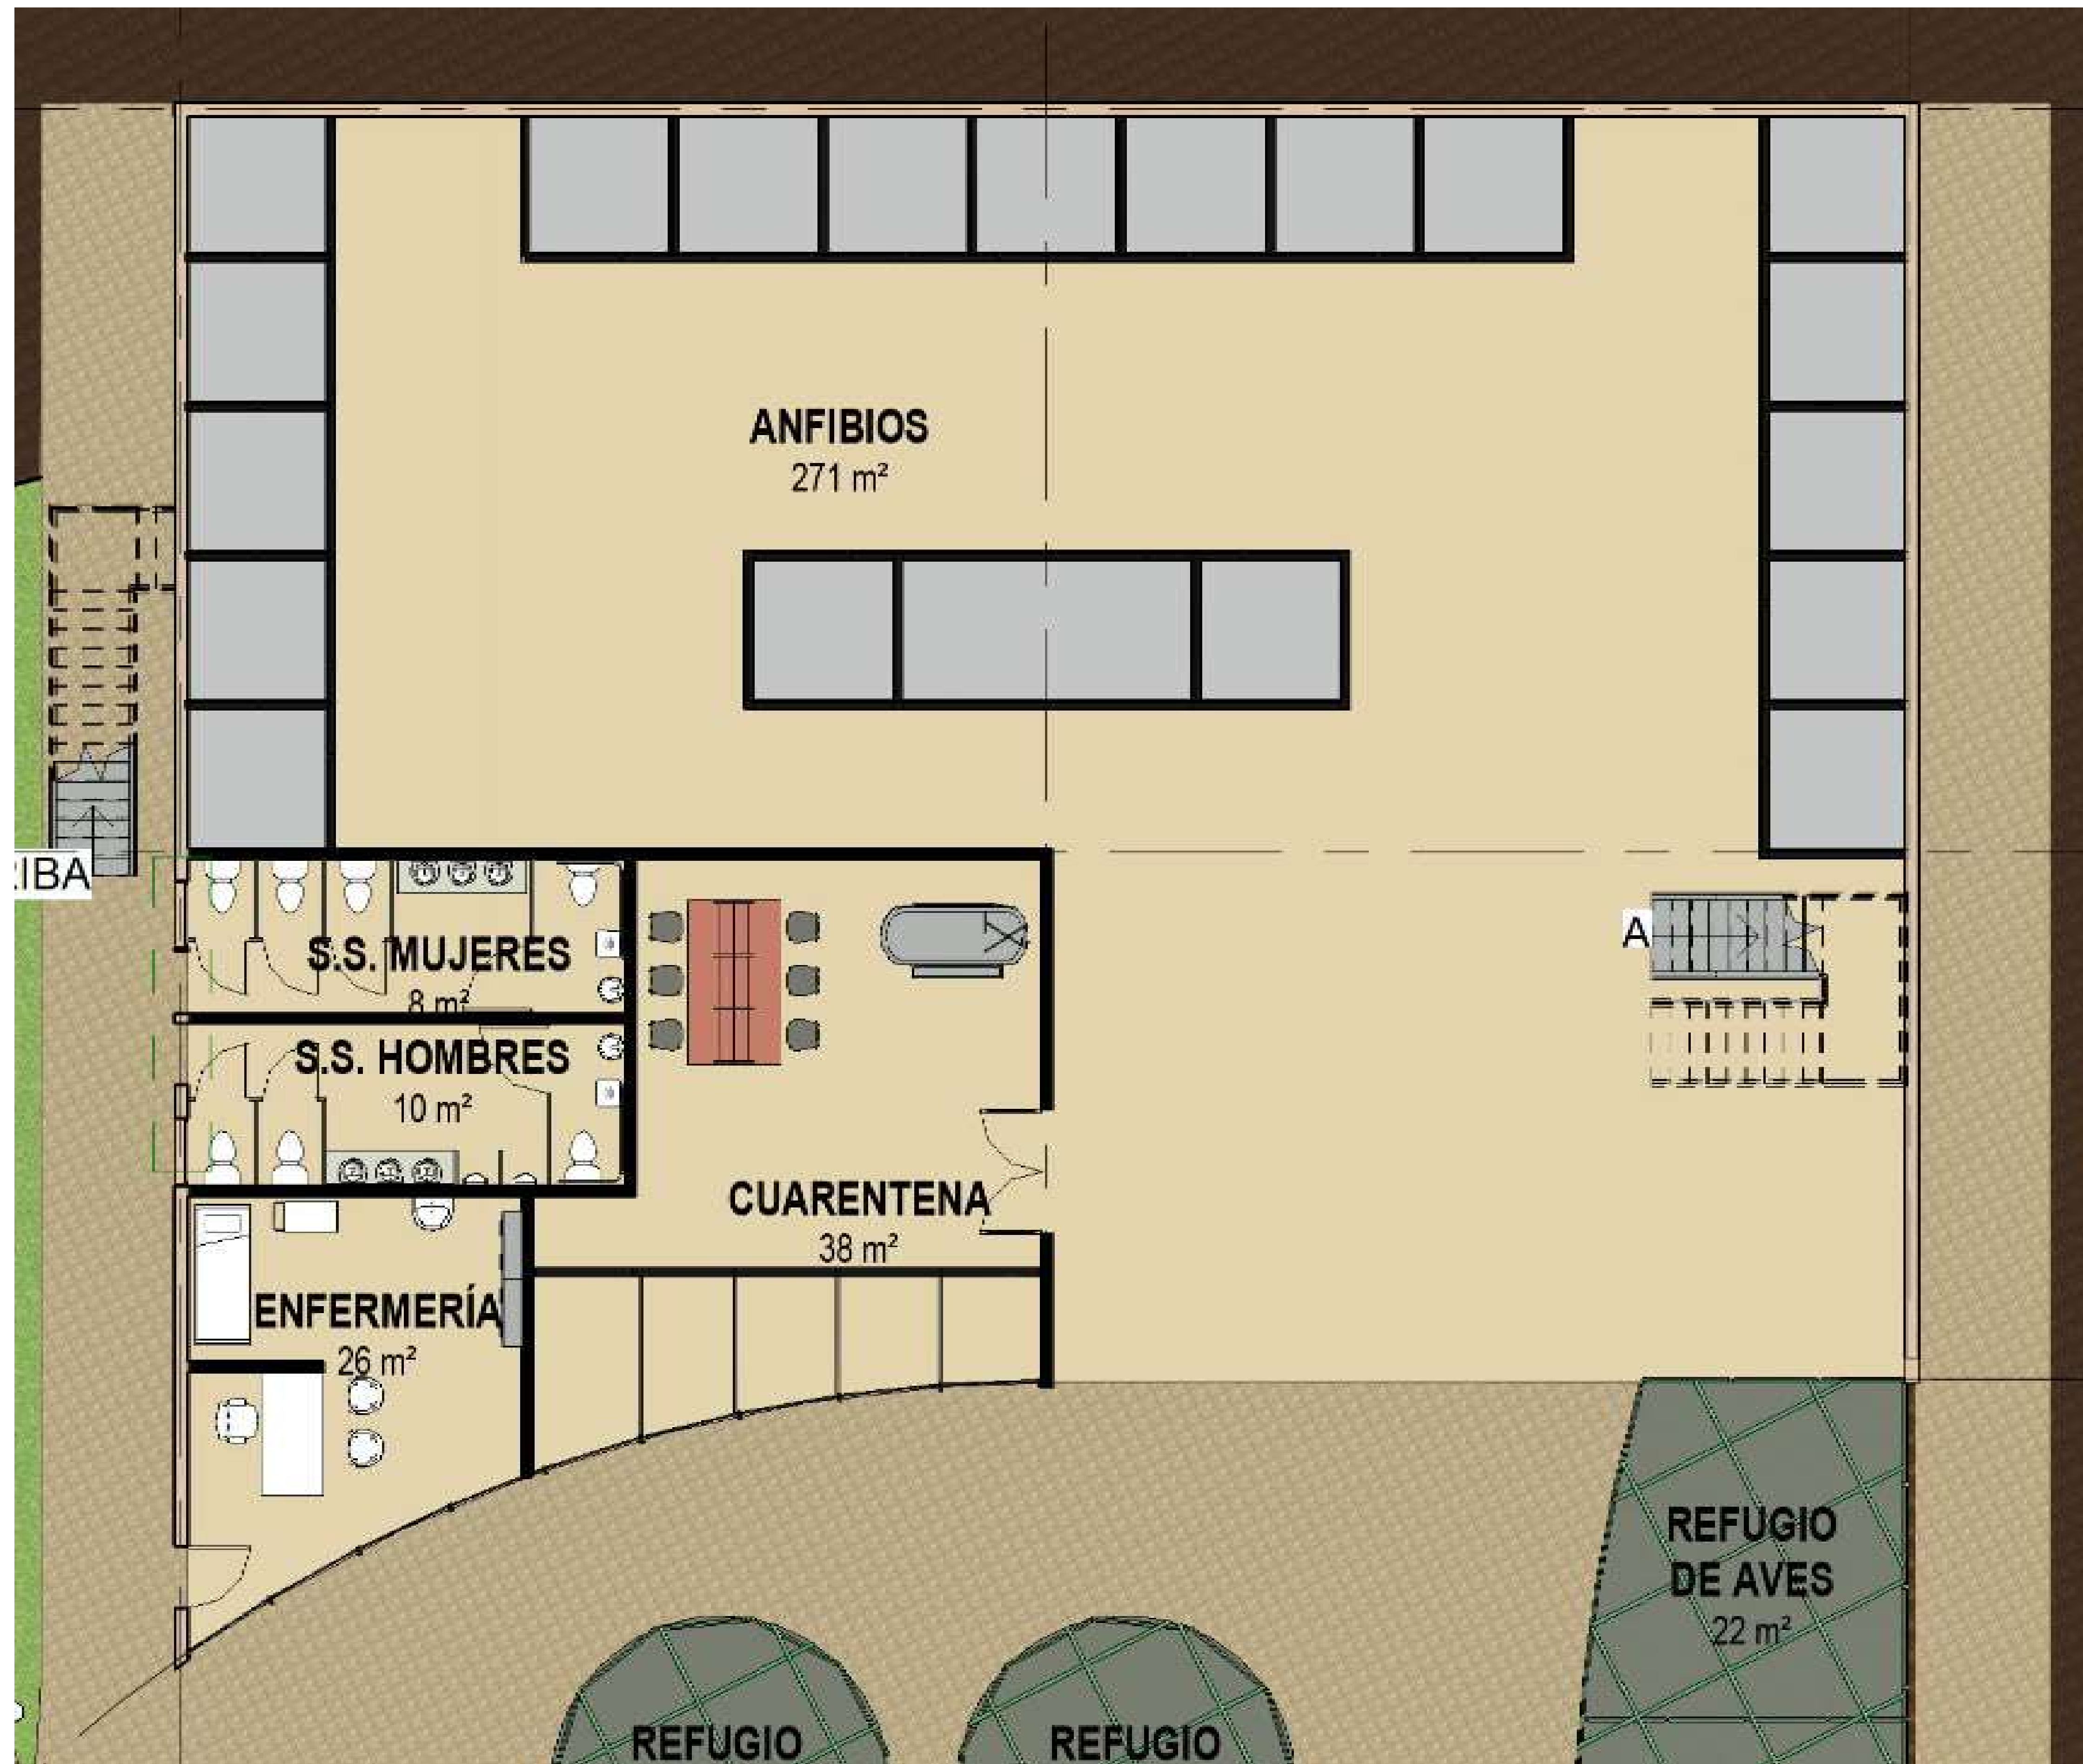 ANFIBIOS
271 m²
RIBA
S.S. MUJERES
8 m²
A
S.S. HOMBRES
10 m²
CUARENTENA
38 m²
ENFERMERÍA
26 m²
REFUGIO
DE AVES
22 m²
REFUGIO
REFUGIO